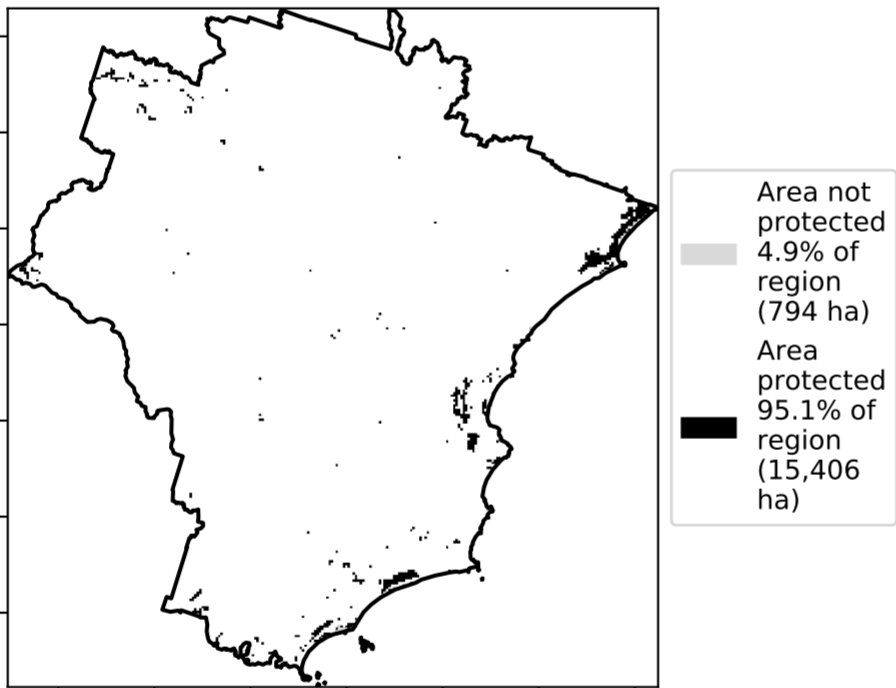 Area not
protected
4.9% of
region
(794 ha)
Area
protected
95.1% of
region
(15,406
ha)